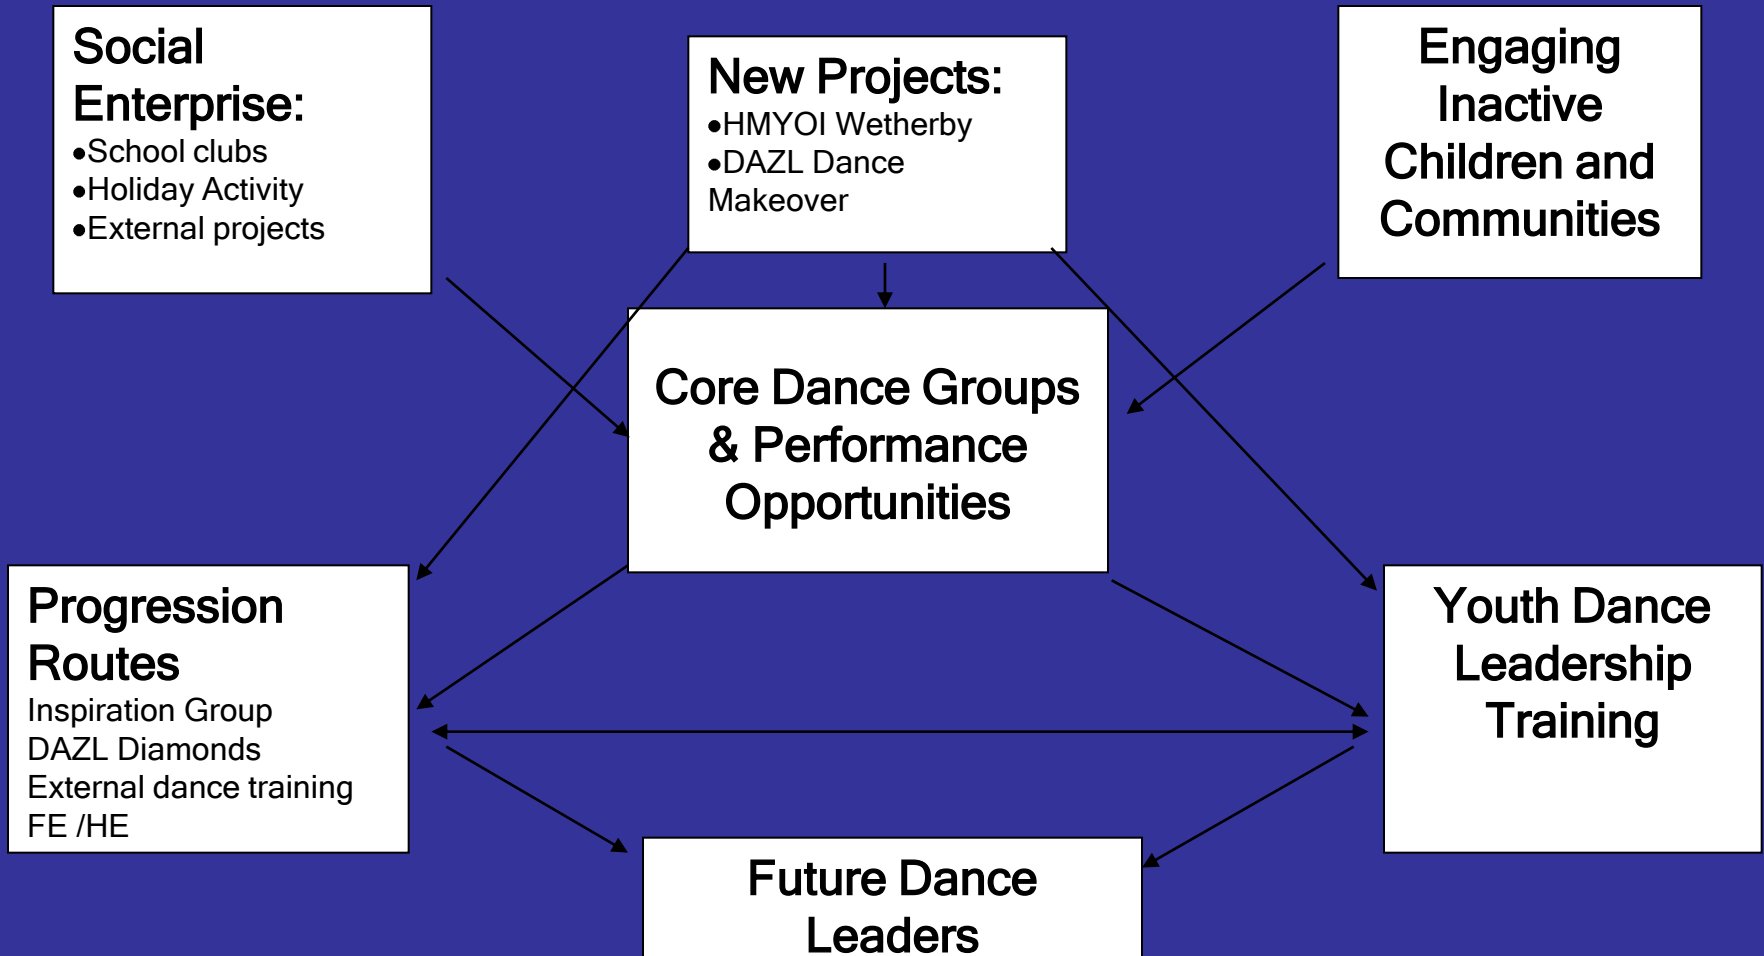 Social
Enterprise:
•School clubs
•Holiday Activity
•External projects
New Projects:
•HMYOI Wetherby
•DAZL Dance
Makeover
Engaging
Inactive
Children and
Communities
Core Dance Groups
& Performance
Opportunities
Progression
Routes
Inspiration Group
DAZL Diamonds
External dance training
FE /HE
Youth Dance
Leadership
Training
Future Dance
Leaders